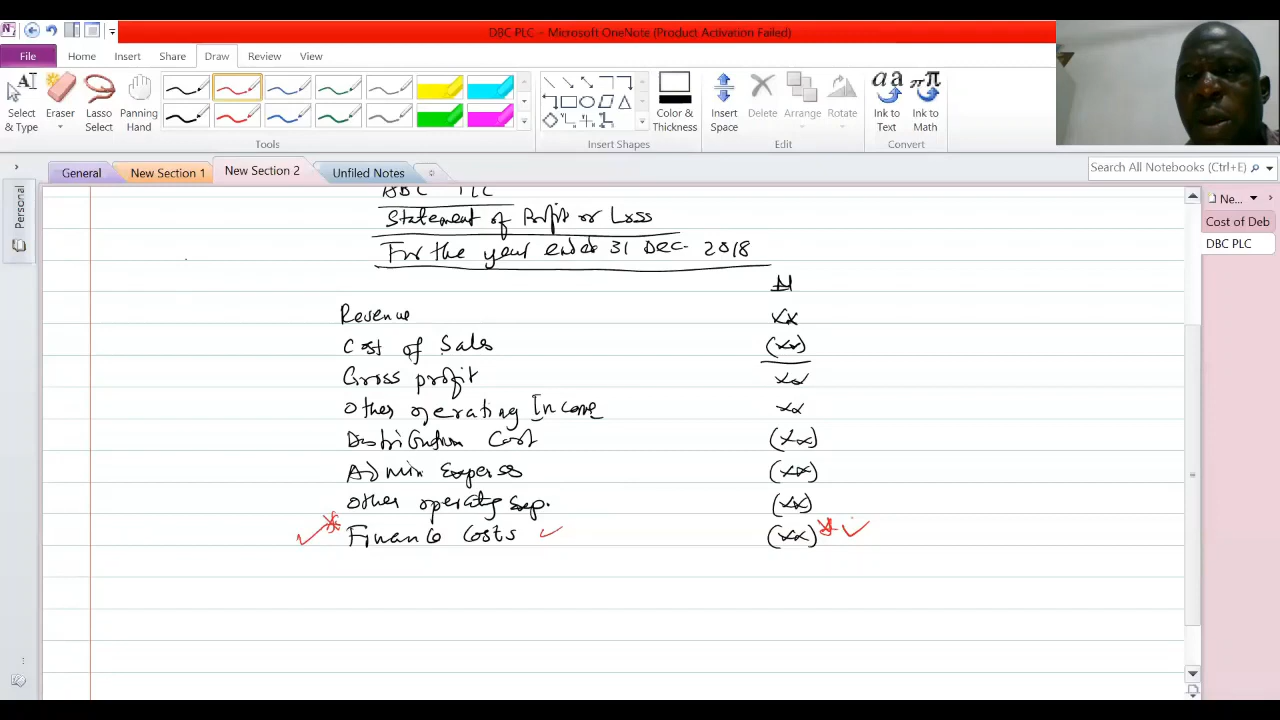 DBC PLC - Microsoft OneNote (Product Activation Failed)
File Home Insert Share Draw Review View
Select & Type
Eraser
Lasso Select
Panning Hand
Color & Thickness
Insert Space
Delete
Arrange
Rotate
Ink to Text
Ink to Math
Tools
Insert Shapes
Edit
Convert
General New Section 1 New Section 2 Unfiled Notes
Search All Notebooks (Ctrl+E)
Personal
Ne...
Cost of Deb
DBC PLC
Statement of Profit or Loss
For the year ended 31 Dec. 2018
₦
Revenue xx
Cost of Sales (xx)
Gross profit xx
Other operating Income xx
Distribution Cost (xx)
Admin Expenses (xx)
Other operatg exp. (xx)
Finance Costs (xx)